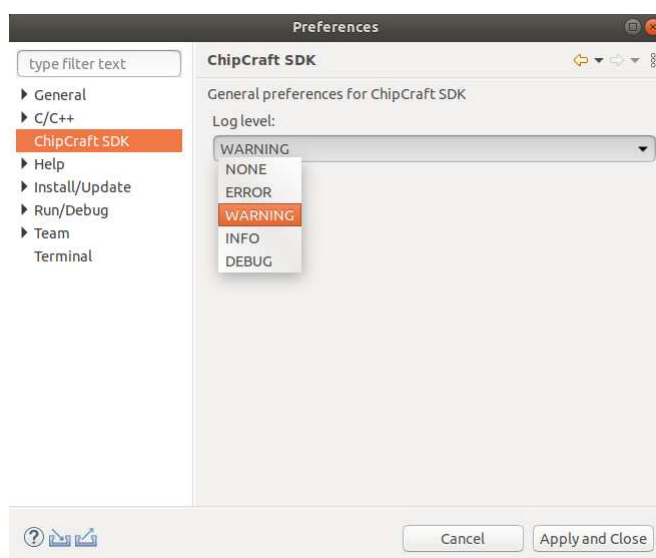 Preferences
type filter text
ChipCraft SDK
General
C/C++
ChipCraft SDK
Help
Install/Update
Run/Debug
Team
Terminal
General preferences for ChipCraft SDK
Log level:
WARNING
NONE
ERROR
WARNING
INFO
DEBUG
Cancel
Apply and Close